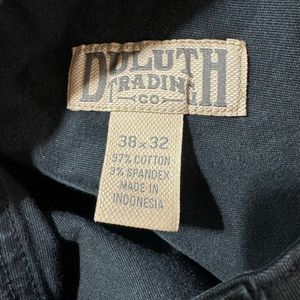 DULUTH
TRADING
CO
38 x 32
97% COTTON
3% SPANDEX
MADE IN
INDONESIA